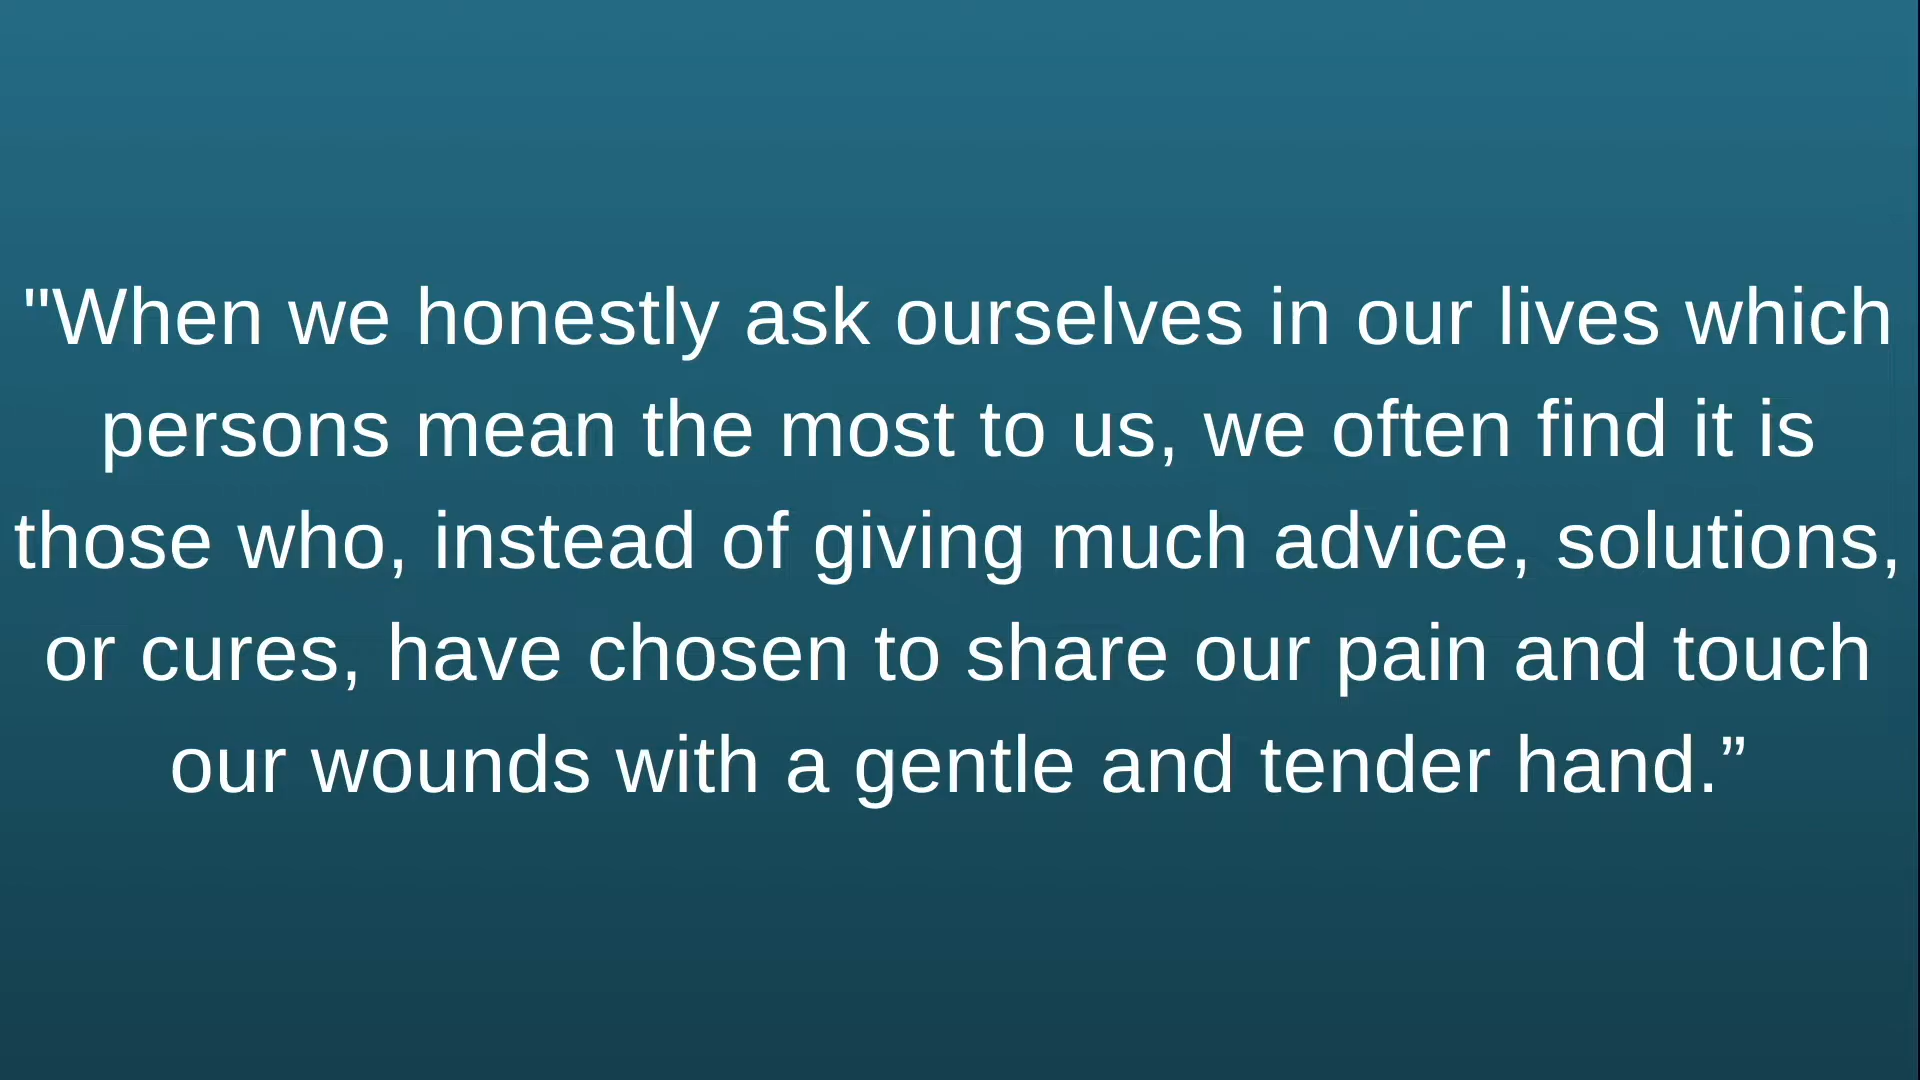 "When we honestly ask ourselves in our lives which
persons mean the most to us, we often find it is
those who, instead of giving much advice, solutions,
or cures, have chosen to share our pain and touch
our wounds with a gentle and tender hand.”